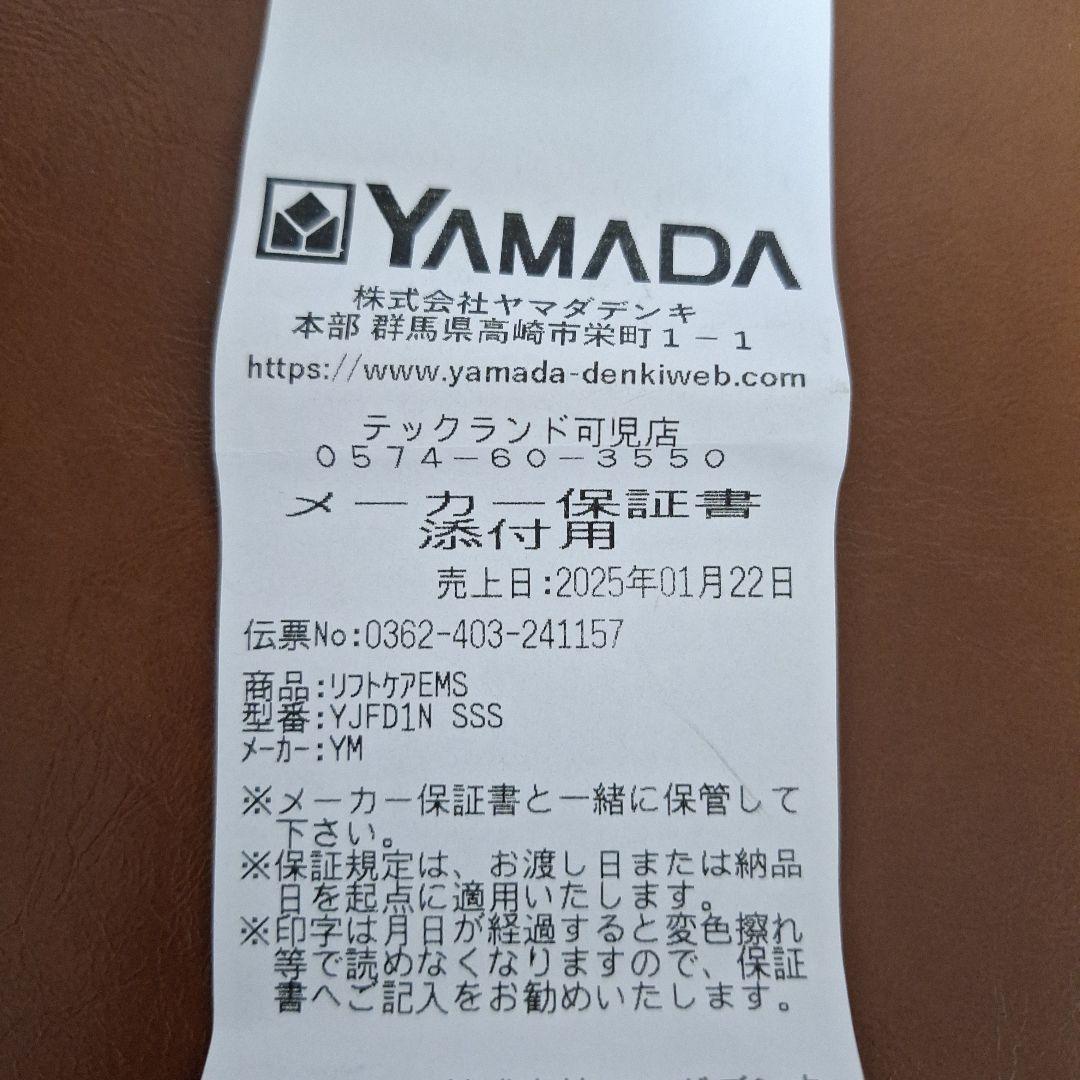 YAMADA
株式会社ヤマダデンキ
本部 群馬県高崎市栄町1-1
https://www.yamada-denkiweb.com
テックランド可児店
0574-60-3550
メーカー保証書
添付用
売上日:2025年01月22日
伝票No:0362-403-241157
商品:ﾘﾌﾄｹｱEMS
型番:YJFD1N SSS
ﾒｰｶｰ:YM
※メーカー保証書と一緒に保管して
下さい。
※保証規定は、お渡し日または納品
日を起点に適用いたします。
※印字は月日が経過すると変色擦れ
等で読めなくなりますので、保証
書へご記入をお勧めいたします。